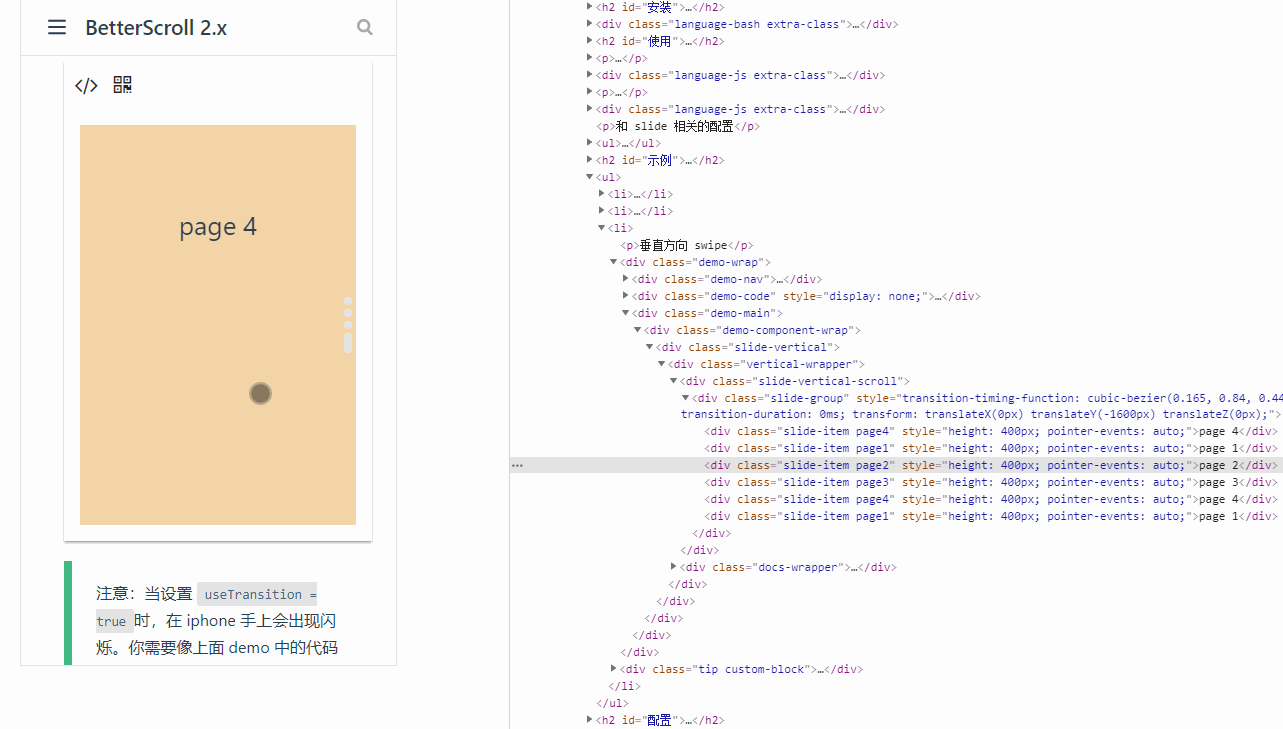 BetterScroll 2.x
</>
page 4
注意：当设置 useTransition =
true 时，在 iphone 手上会出现闪
烁。你需要像上面 demo 中的代码
<h2 id="安装">…</h2>
<div class="language-bash extra-class">…</div>
<h2 id="使用">…</h2>
<p>…</p>
<div class="language-js extra-class">…</div>
<p>…</p>
<div class="language-js extra-class">…</div>
<p>和 slide 相关的配置</p>
<ul>…</ul>
<h2 id="示例">…</h2>
<ul>
<li>…</li>
<li>…</li>
<li>
<p>垂直方向 swipe</p>
<div class="demo-wrap">
<div class="demo-nav">…</div>
<div class="demo-code" style="display: none;">…</div>
<div class="demo-main">
<div class="demo-component-wrap">
<div class="slide-vertical">
<div class="vertical-wrapper">
<div class="slide-vertical-scroll">
<div class="slide-group" style="transition-timing-function: cubic-bezier(0.165, 0.84, 0.44
transition-duration: 0ms; transform: translateX(0px) translateY(-1600px) translateZ(0px);">
<div class="slide-item page4" style="height: 400px; pointer-events: auto;">page 4</div>
<div class="slide-item page1" style="height: 400px; pointer-events: auto;">page 1</div>
… <div class="slide-item page2" style="height: 400px; pointer-events: auto;">page 2</div>
<div class="slide-item page3" style="height: 400px; pointer-events: auto;">page 3</div>
<div class="slide-item page4" style="height: 400px; pointer-events: auto;">page 4</div>
<div class="slide-item page1" style="height: 400px; pointer-events: auto;">page 1</div>
</div>
</div>
<div class="docs-wrapper">…</div>
</div>
</div>
</div>
</div>
</div>
<div class="tip custom-block">…</div>
</li>
</ul>
<h2 id="配置">…</h2>